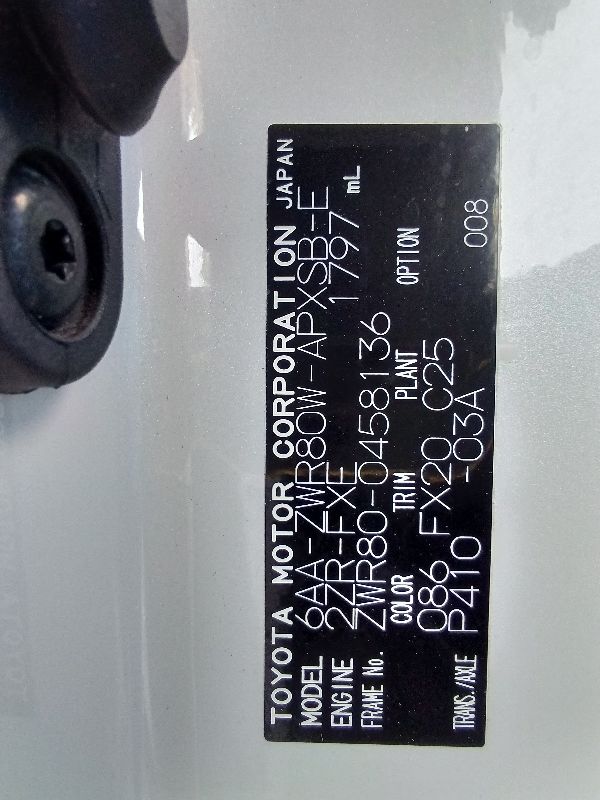 TOYOTA MOTOR CORPORATION JAPAN
MODEL 6AA-ZWR80W-APXSB-E
ENGINE 2ZR-FXE 1797 mL
FRAME No. ZWR80-0458136
COLOR TRIM PLANT OPTION
086 FX20 C25
TRANS./AXLE P410 -03A 008